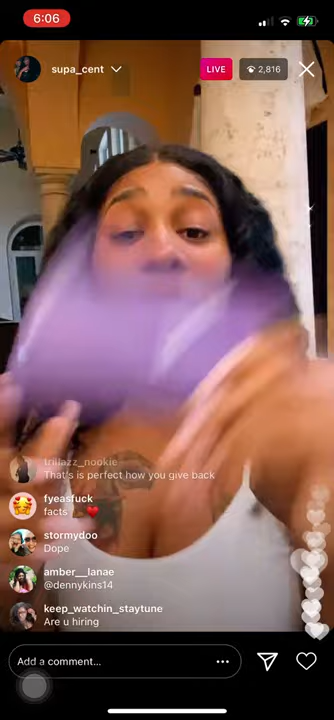 6:06
supa_cent
LIVE
2,816
trillazz_nookie
That's is perfect how you give back
fyeasfuck
facts
stormydoo
Dope
amber__lanae
@dennykins14
keep_watchin_staytune
Are u hiring
Add a comment...